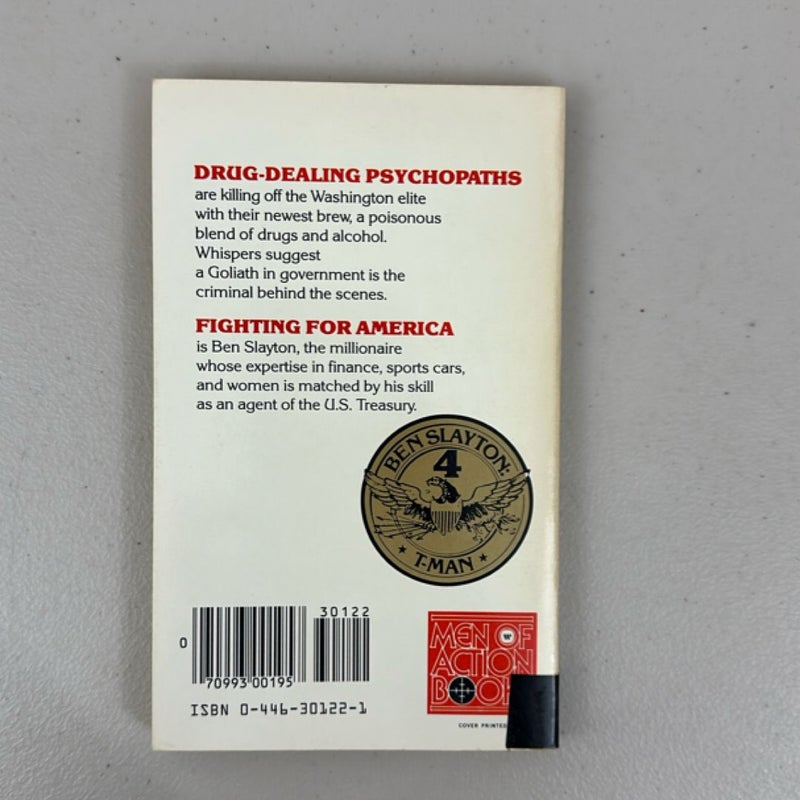 DRUG-DEALING PSYCHOPATHS
are killing off the Washington elite
with their newest brew, a poisonous
blend of drugs and alcohol.
Whispers suggest
a Goliath in government is the
criminal behind the scenes.
FIGHTING FOR AMERICA
is Ben Slayton, the millionaire
whose expertise in finance, sports cars,
and women is matched by his skill
as an agent of the U.S. Treasury.
BEN SLAYTON:
4
T-MAN
30122
0
70993 00195
ISBN 0-446-30122-1
MEN OF
ACTION
COVER PRINTED